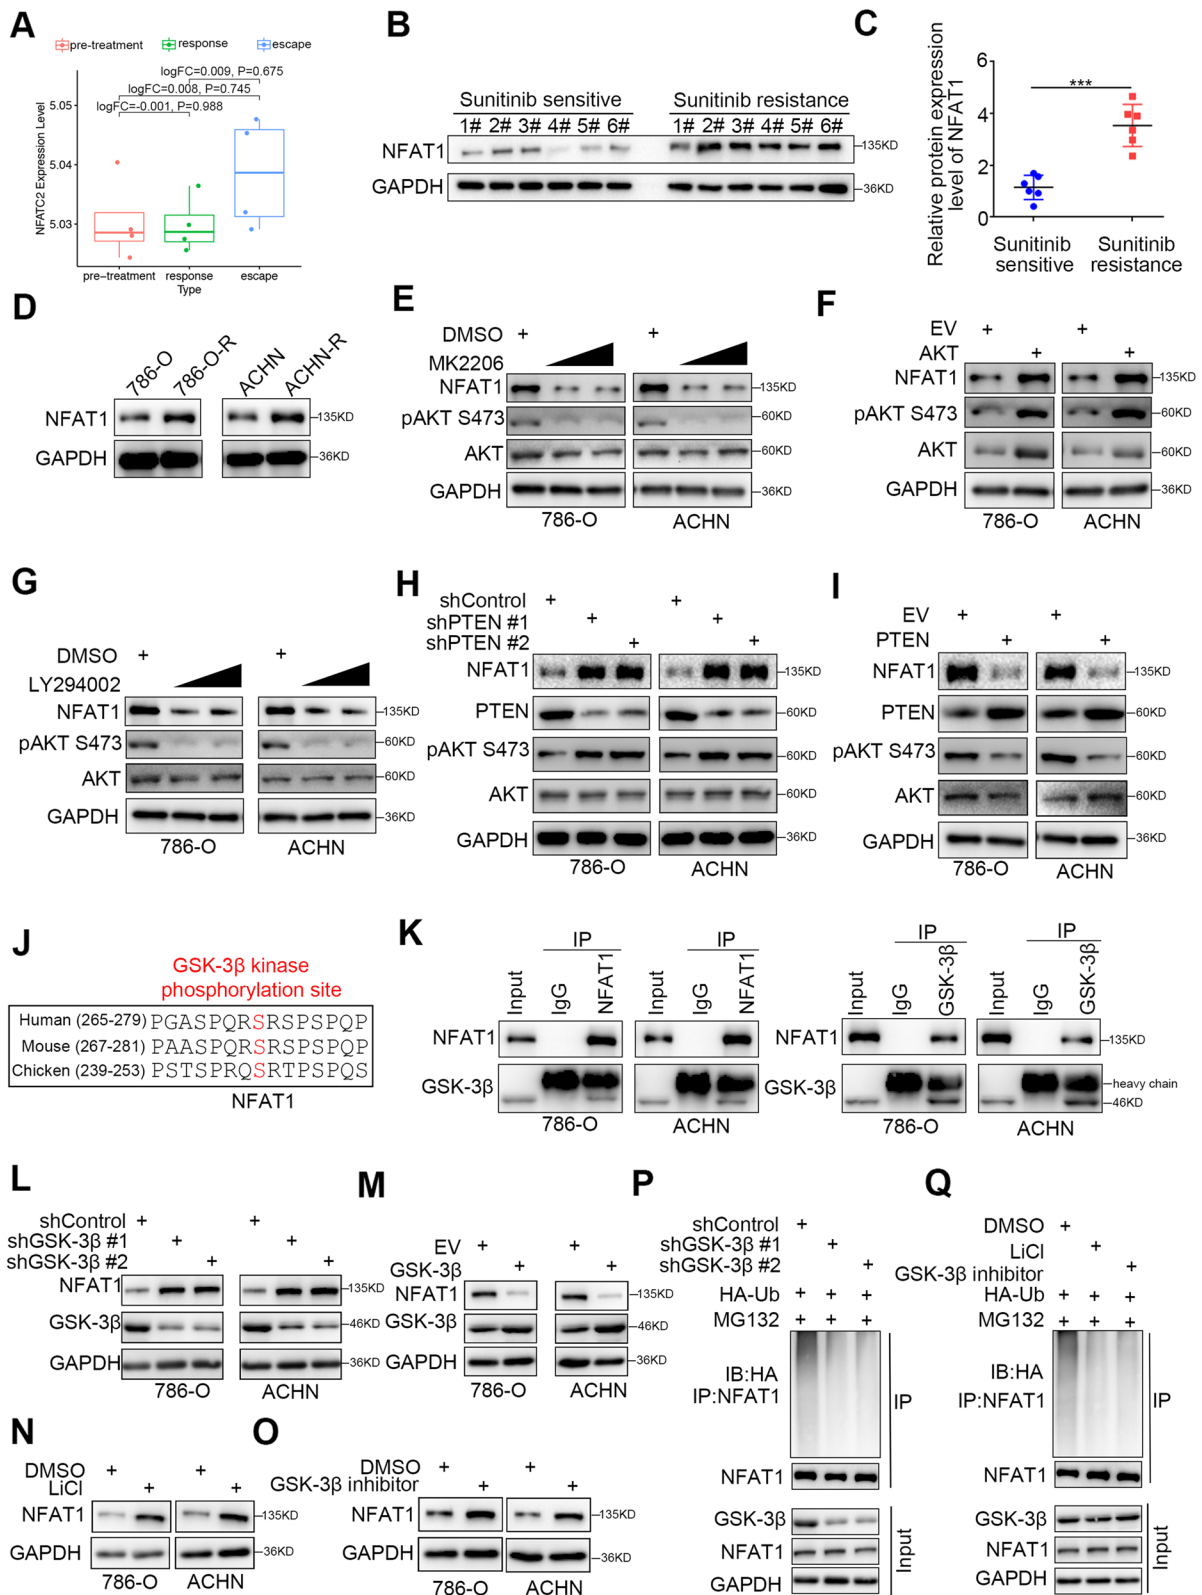 A
pre-treatment response escape
logFC=0.009, P=0.675
logFC=0.008, P=0.745
logFC=-0.001, P=0.988
NFATC2 Expression Level
5.05
5.04
5.03
pre-treatment response escape
Type
B
Sunitinib sensitive Sunitinib resistance
1# 2# 3# 4# 5# 6# 1# 2# 3# 4# 5# 6#
NFAT1 135KD
GAPDH 36KD
C
Relative protein expression
level of NFAT1
6
4
2
0
***
Sunitinib sensitive
Sunitinib resistance
D
786-O 786-O-R ACHN ACHN-R
NFAT1 135KD
GAPDH 36KD
E
DMSO + +
MK2206
NFAT1 135KD
pAKT S473 60KD
AKT 60KD
GAPDH 36KD
786-O ACHN
F
EV + +
AKT + +
NFAT1 135KD
pAKT S473 60KD
AKT 60KD
GAPDH 36KD
786-O ACHN
G
DMSO + +
LY294002
NFAT1 135KD
pAKT S473 60KD
AKT 60KD
GAPDH 36KD
786-O ACHN
H
shControl + +
shPTEN #1 + +
shPTEN #2 + +
NFAT1 135KD
PTEN 60KD
pAKT S473 60KD
AKT 60KD
GAPDH 36KD
786-O ACHN
I
EV + +
PTEN + +
NFAT1 135KD
PTEN 60KD
pAKT S473 60KD
AKT 60KD
GAPDH 36KD
786-O ACHN
J
GSK-3β kinase
phosphorylation site
Human (265-279) PGASPQRSRSPSPQP
Mouse (267-281) PAASPQRSRSPSPQP
Chicken (239-253) PSTSPRQSRTPSPQS
NFAT1
K
IP IP IP IP
Input IgG NFAT1 Input IgG NFAT1 Input IgG GSK-3β Input IgG GSK-3β
NFAT1 NFAT1 135KD
GSK-3β GSK-3β heavy chain
46KD
786-O ACHN 786-O ACHN
L
shControl + +
shGSK-3β #1 + +
shGSK-3β #2 + +
NFAT1 135KD
GSK-3β 46KD
GAPDH 36KD
786-O ACHN
M
EV + +
GSK-3β + +
NFAT1 135KD
GSK-3β 46KD
GAPDH 36KD
786-O ACHN
N
DMSO + +
LiCl + +
NFAT1 135KD
GAPDH 36KD
786-O ACHN
O
DMSO + +
GSK-3β inhibitor + +
NFAT1 135KD
GAPDH 36KD
786-O ACHN
P
shControl +
shGSK-3β #1 +
shGSK-3β #2 +
HA-Ub + + +
MG132 + + +
IB:HA
IP:NFAT1
IP
NFAT1
GSK-3β
NFAT1
GAPDH
Input
Q
DMSO +
LiCl +
GSK-3β inhibitor +
HA-Ub + + +
MG132 + + +
IB:HA
IP:NFAT1
IP
NFAT1
GSK-3β
NFAT1
GAPDH
Input